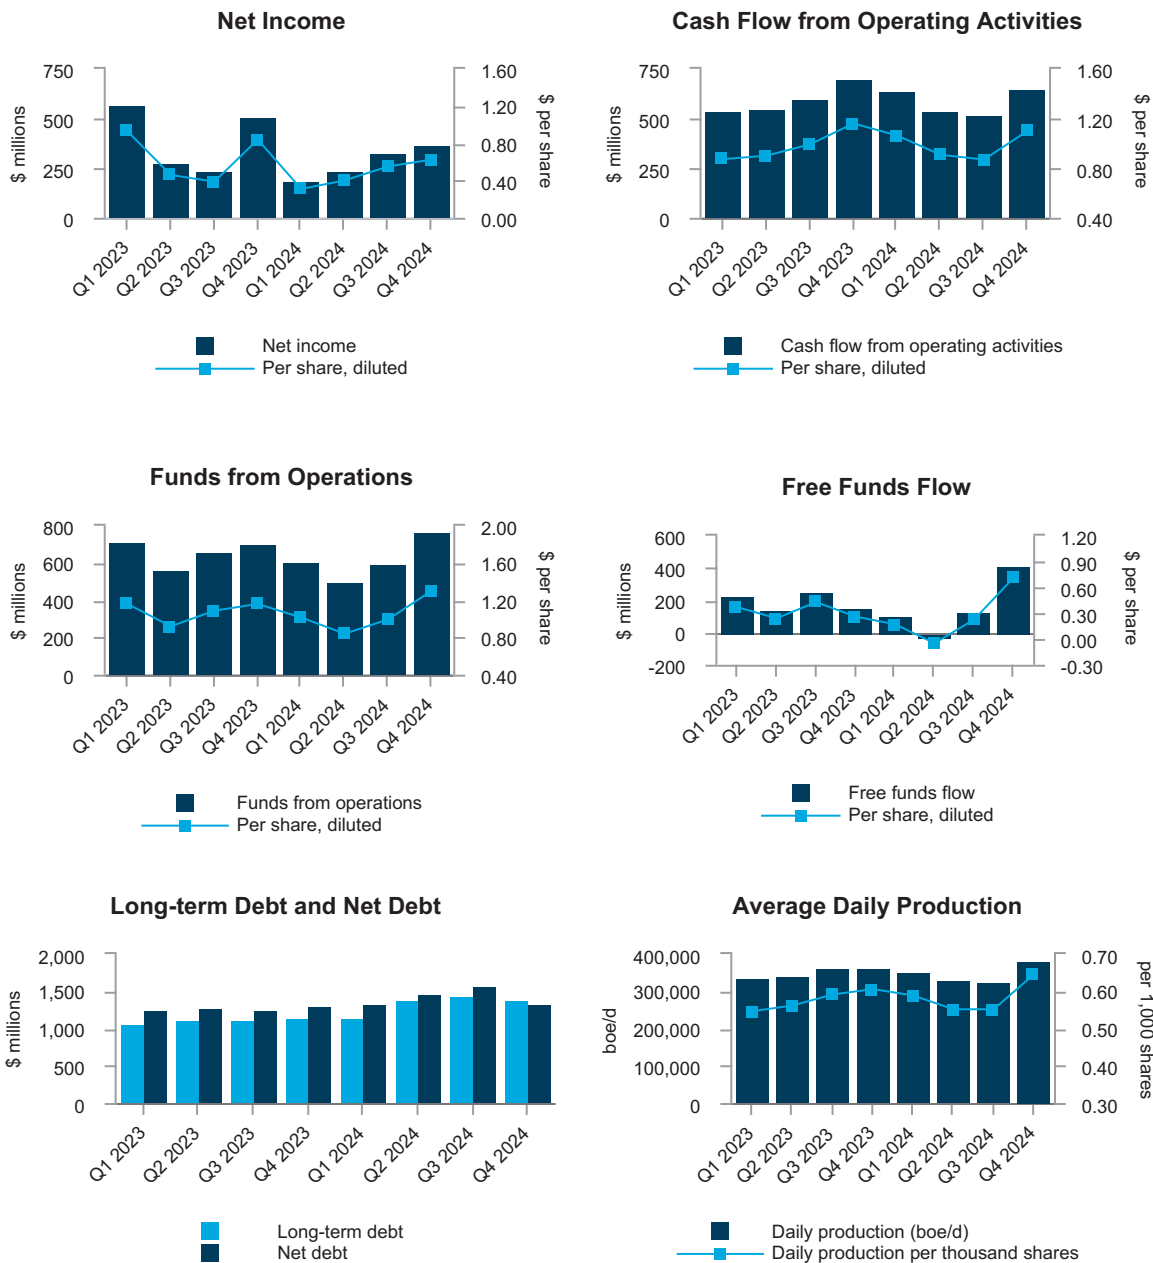 Net Income
$ millions
750
500
250
0
1.60
1.20
0.80
0.40
0.00
$ per share
Q1 2023
Q2 2023
Q3 2023
Q4 2023
Q1 2024
Q2 2024
Q3 2024
Q4 2024
Net income
Per share, diluted
Cash Flow from Operating Activities
$ millions
750
500
250
0
1.60
1.20
0.80
0.40
$ per share
Q1 2023
Q2 2023
Q3 2023
Q4 2023
Q1 2024
Q2 2024
Q3 2024
Q4 2024
Cash flow from operating activities
Per share, diluted
Funds from Operations
$ millions
800
600
400
200
0
2.00
1.60
1.20
0.80
0.40
$ per share
Q1 2023
Q2 2023
Q3 2023
Q4 2023
Q1 2024
Q2 2024
Q3 2024
Q4 2024
Funds from operations
Per share, diluted
Free Funds Flow
$ millions
600
400
200
0
-200
1.20
0.90
0.60
0.30
0.00
-0.30
$ per share
Q1 2023
Q2 2023
Q3 2023
Q4 2023
Q1 2024
Q2 2024
Q3 2024
Q4 2024
Free funds flow
Per share, diluted
Long-term Debt and Net Debt
$ millions
2,000
1,500
1,000
500
0
Q1 2023
Q2 2023
Q3 2023
Q4 2023
Q1 2024
Q2 2024
Q3 2024
Q4 2024
Long-term debt
Net debt
Average Daily Production
boe/d
400,000
300,000
200,000
100,000
0
0.70
0.60
0.50
0.40
0.30
per 1,000 shares
Q1 2023
Q2 2023
Q3 2023
Q4 2023
Q1 2024
Q2 2024
Q3 2024
Q4 2024
Daily production (boe/d)
Daily production per thousand shares